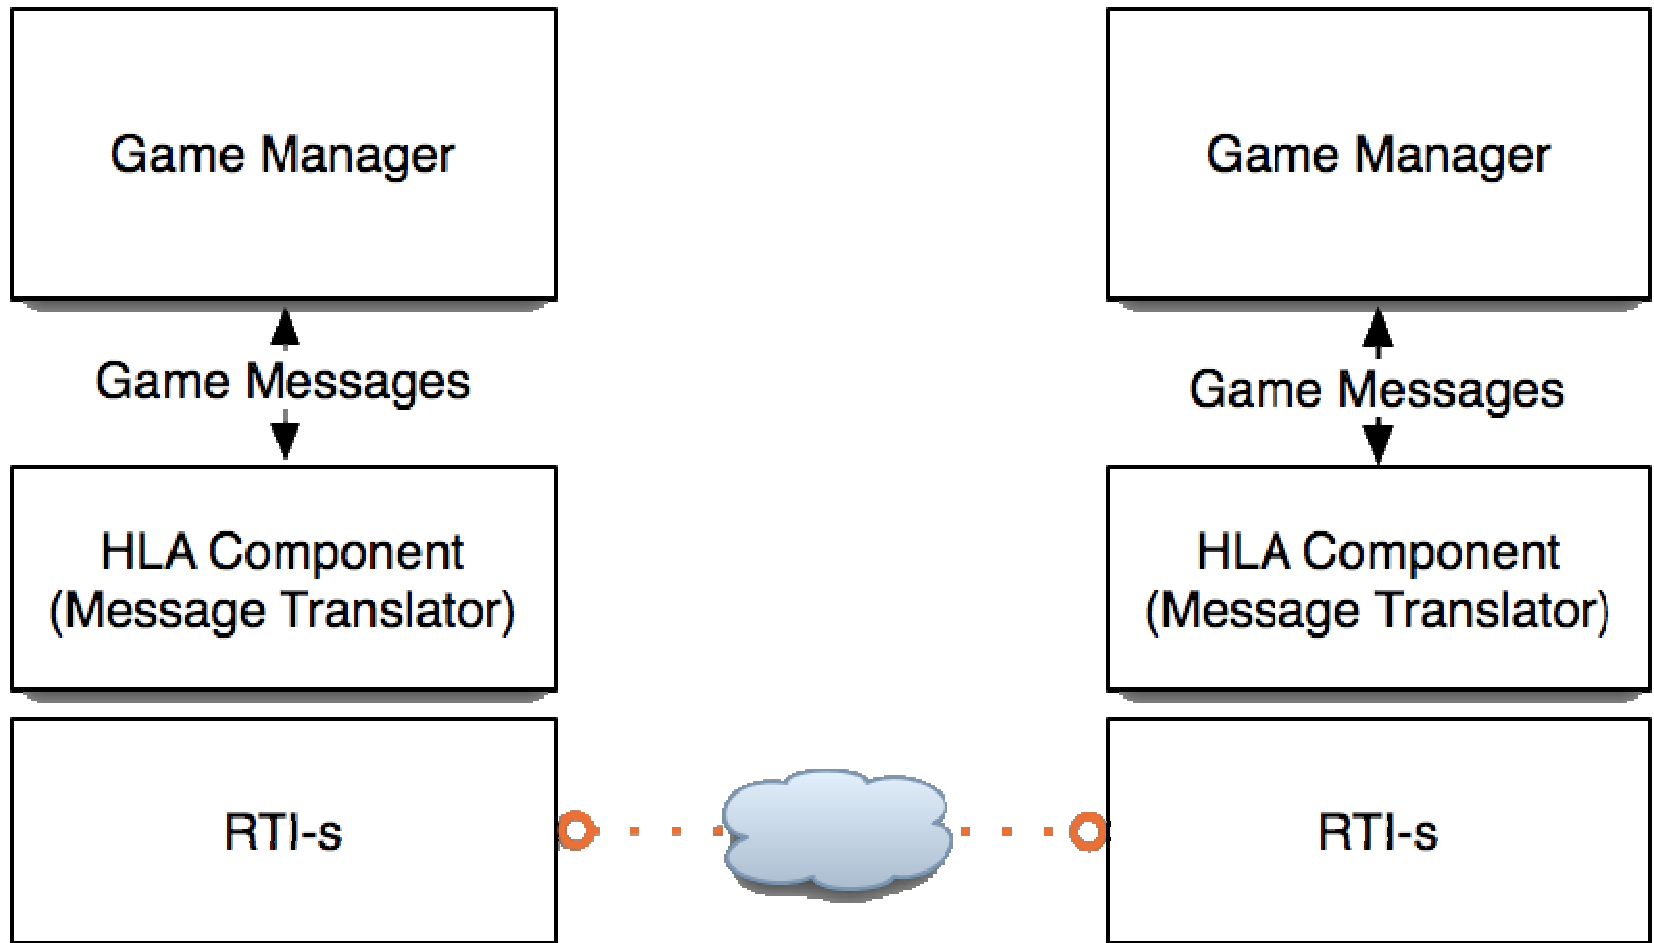 Game Manager
Game Manager
Game Messages
Game Messages
HLA Component
(Message Translator)
HLA Component
(Message Translator)
RTI-s
RTI-s